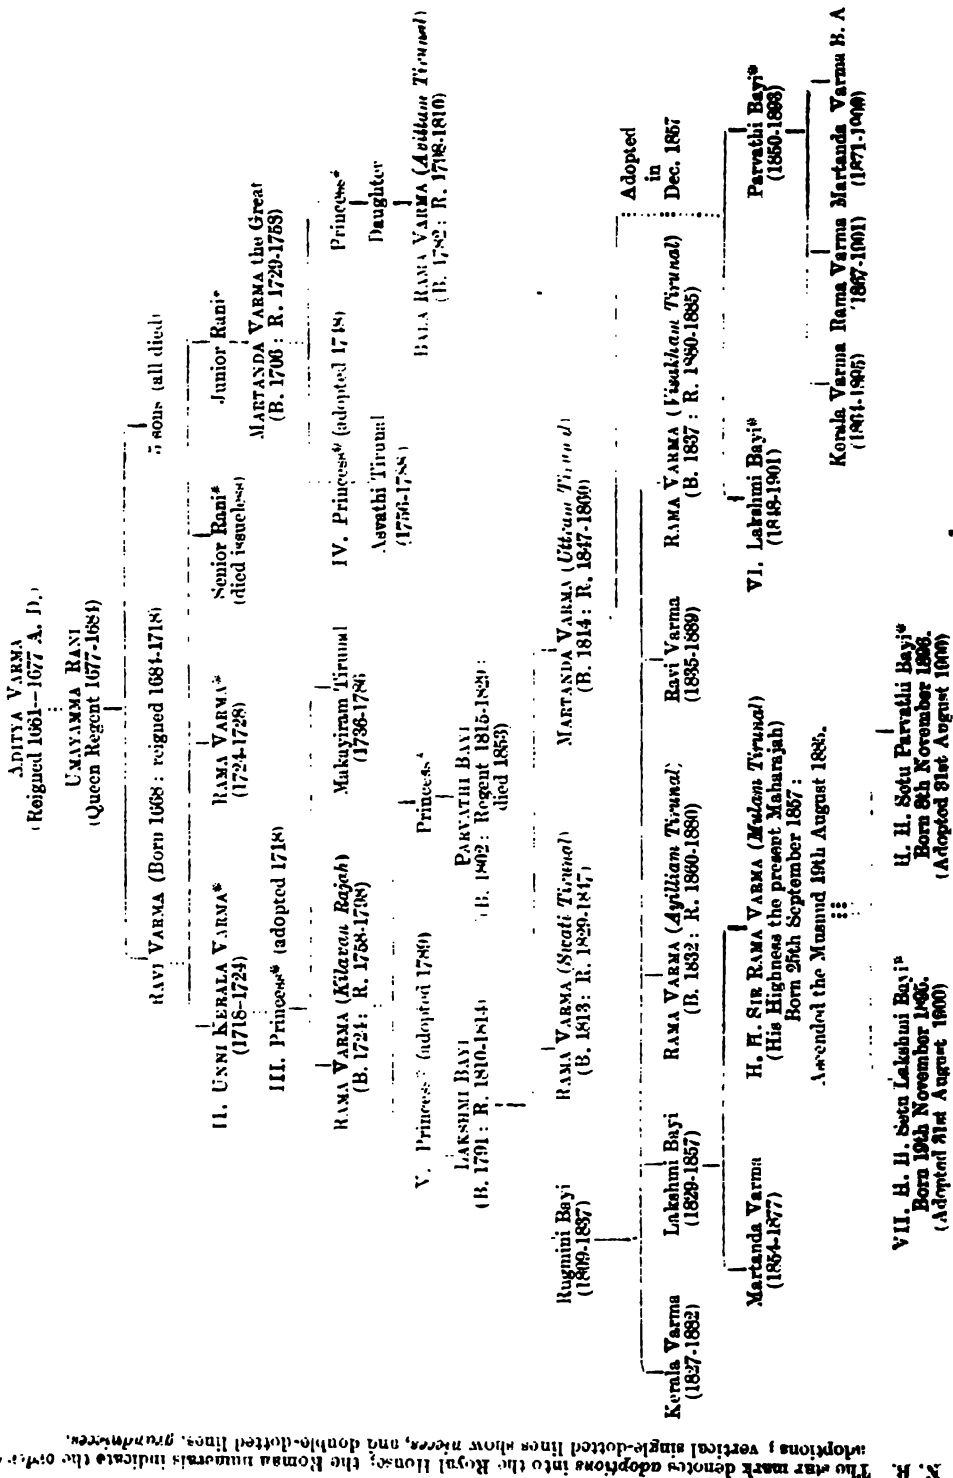 ADITYA VARMA
(Reigned 1661--1677 A. D.)
UMAYAMMA RANI
(Queen Regent 1677-1684)
RAVI VARMA (Born 1668 : reigned 1684-1718)
5 sons (all died)
II. UNNI KERALA VARMA*
(1718-1724)
RAMA VARMA*
(1724-1728)
Senior Rani*
(died issueless)
Junior Rani*
III. Princess* (adopted 1718)
MARTANDA VARMA the Great
(B. 1706 : R. 1729-1758)
RAMA VARMA (Kilavan Rajah)
(B. 1724 : R. 1758-1798)
Makayiram Tirunal
(1736-1786)
IV. Princess* (adopted 1748)
Asvathi Tirunal
(1756-1788)
Princess*
Daughter
BALA RAMA VARMA (Avittam Tirunal)
(B. 1782 : R. 1798-1810)
V. Princess* (adopted 1789)
Princess*
LAKSHMI BAYI
(B. 1791 : R. 1810-1814)
PARVATHI BAYI
(B. 1802 : Regent 1815-1829 :
died 1853)
Rugmini Bayi
(1809-1837)
RAMA VARMA (Swati Tirunal)
(B. 1813: R. 1829-1847)
MARTANDA VARMA (Uttram Tirunal)
(B. 1814 : R. 1847-1860)
Adopted
in
Dec. 1857
Kerala Varma
(1827-1882)
Lakshmi Bayi
(1829-1857)
RAMA VARMA (Ayilliam Tirunal)
(B. 1832 : R. 1860-1880)
Ravi Varma
(1835-1889)
RAMA VARMA (Visakham Tirunal)
(B. 1837 : R. 1880-1885)
Martanda Varma
(1854-1877)
H. H. SIR RAMA VARMA (Mulam Tirunal)
(His Highness the present Maharajah)
Born 25th September 1857 :
Ascended the Musnud 19th August 1885.
VI. Lakshmi Bayi*
(1848-1901)
Parvathi Bayi*
(1850-1893)
Kerala Varma
(1864-1895)
Rama Varma
1867-1901)
Martanda Varma B. A
(1871-1900)
VII. H. H. Setu Lakshmi Bayi*
Born 19th November 1895.
(Adopted 31st August 1900)
H. H. Setu Parvathi Bayi*
Born 8th November 1896.
(Adopted 31st August 1900)
N. B. The star mark denotes adoptions into the Royal House; the Roman numerals indicate the order
adoptions ; vertical single-dotted lines show nieces, and double-dotted lines, grandnieces.